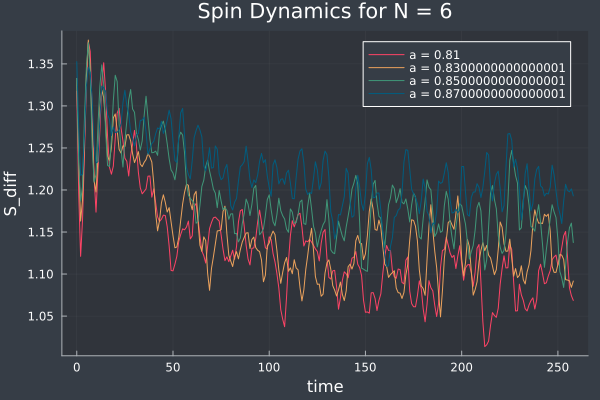 Spin Dynamics for N = 6
a = 0.81
a = 0.8300000000000001
a = 0.8500000000000001
a = 0.8700000000000001
S_diff
1.35
1.30
1.25
1.20
1.15
1.10
1.05
0 50 100 150 200 250
time